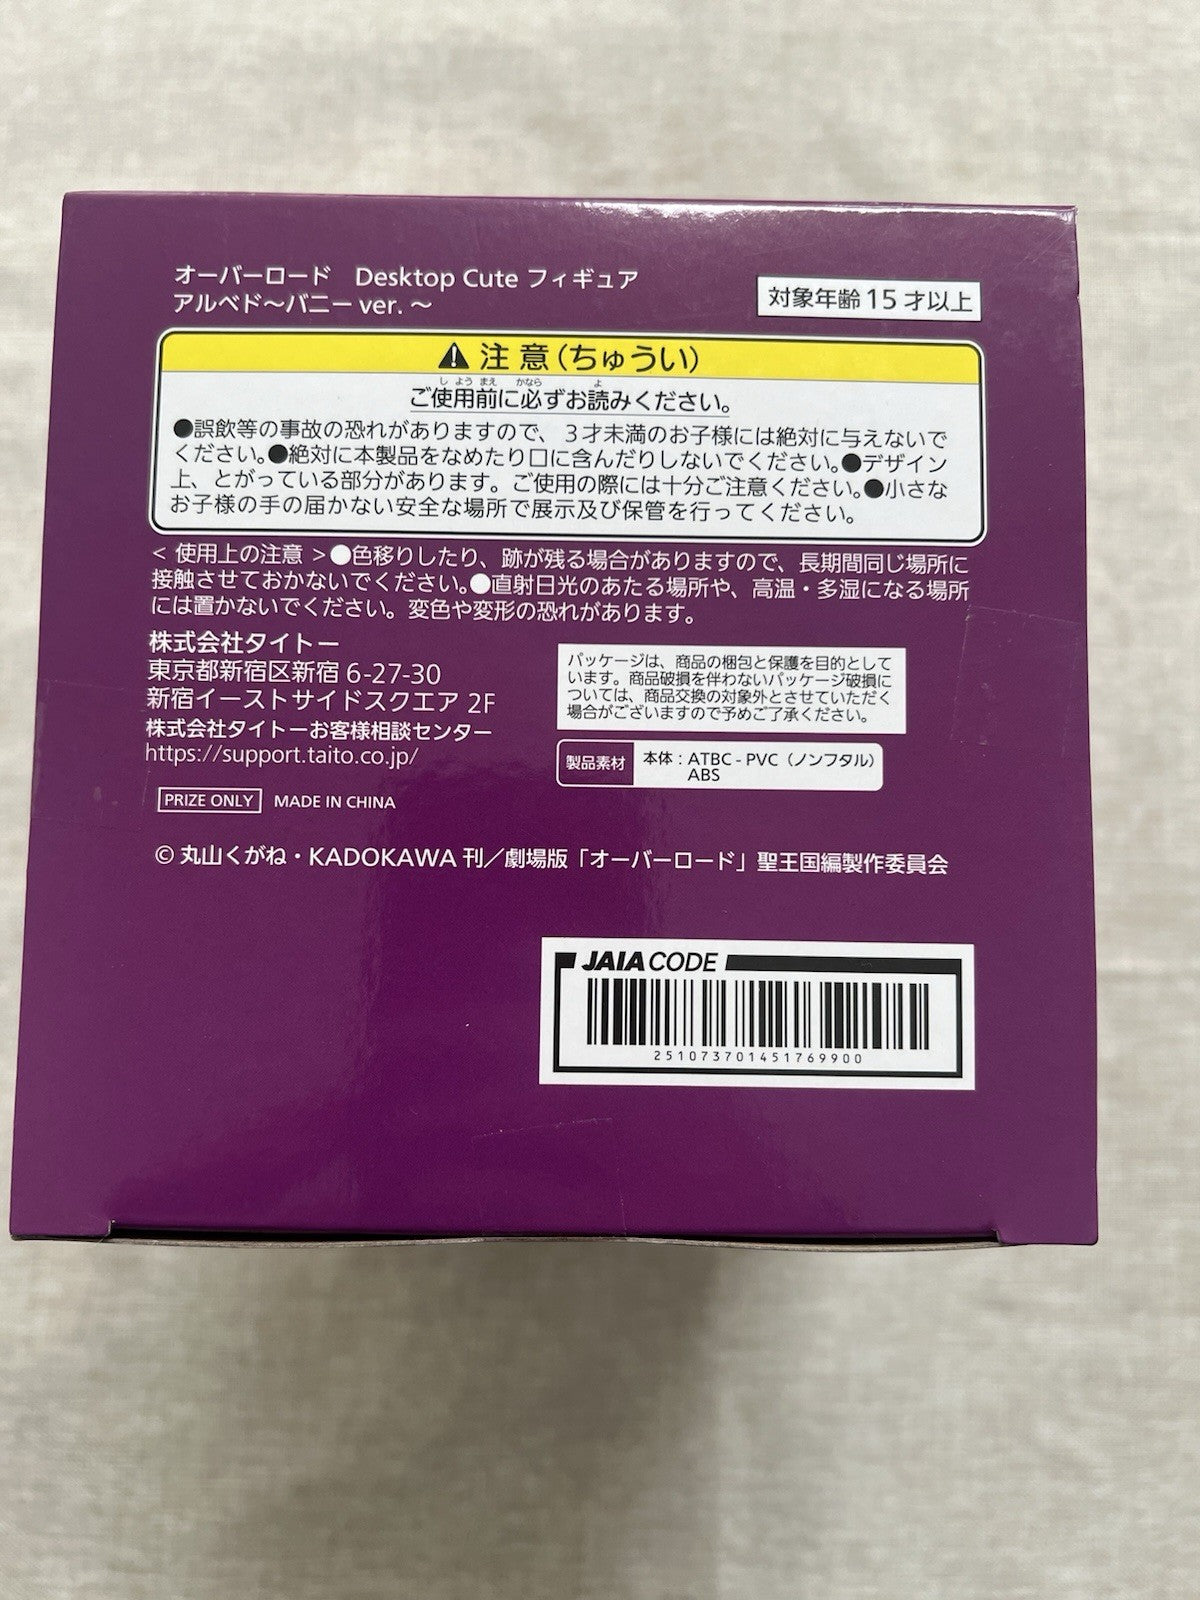 オーバーロード　Desktop Cute フィギュア
アルベド～バニー ver. ～
対象年齢 15 才以上
注 意（ちゅうい）
し よう まえ かなら よ
ご使用前に必ずお読みください。
●誤飲等の事故の恐れがありますので、３才未満のお子様には絶対に与えないで
ください。●絶対に本製品をなめたり口に含んだりしないでください。●デザイン
上、とがっている部分があります。ご使用の際には十分ご注意ください。●小さな
お子様の手の届かない安全な場所で展示及び保管を行ってください。
< 使用上の注意 >●色移りしたり、跡が残る場合がありますので、長期間同じ場所に
接触させておかないでください。●直射日光のあたる場所や、高温・多湿になる場所
には置かないでください。変色や変形の恐れがあります。
株式会社タイトー
東京都新宿区新宿 6-27-30
新宿イーストサイドスクエア 2F
株式会社タイトーお客様相談センター
https://support.taito.co.jp/
PRIZE ONLY MADE IN CHINA
パッケージは、商品の梱包と保護を目的として
います。商品破損を伴わないパッケージ破損に
ついては、商品交換の対象外とさせていただく
場合がございますので予めご了承ください。
製品素材 本体：ATBC - PVC（ノンフタル）
ABS
© 丸山くがね・KADOKAWA 刊／劇場版「オーバーロード」聖王国編製作委員会
JAIA CODE
2510737014517699​00